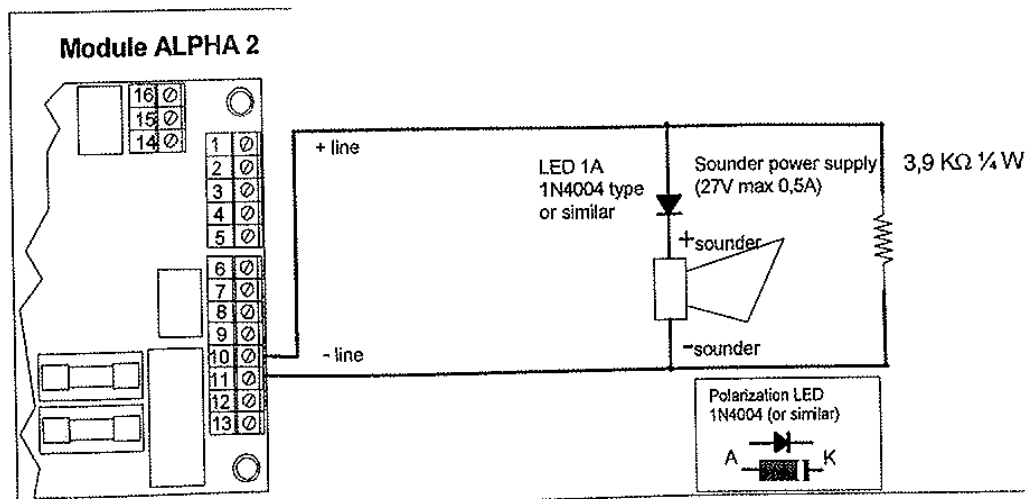 Module ALPHA 2
16
15
14
1
2
3
4
5
6
7
8
9
10
11
12
13
+ line
- line
LED 1A
1N4004 type
or similar
Sounder power supply
(27V max 0,5A)
3,9 KΩ ¼ W
+sounder
-sounder
Polarization LED
1N4004 (or similar)
A K